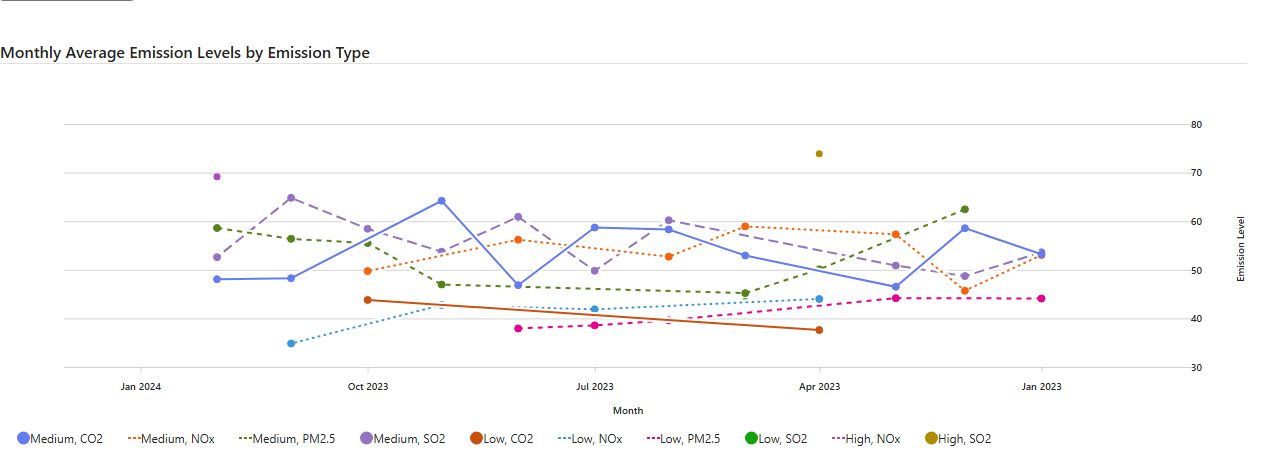 Monthly Average Emission Levels by Emission Type
80
70
60
50
40
30
Emission Level
Jan 2024 Oct 2023 Jul 2023 Apr 2023 Jan 2023
Month
Medium, CO2 Medium, NOx Medium, PM2.5 Medium, SO2 Low, CO2 Low, NOx Low, PM2.5 Low, SO2 High, NOx High, SO2